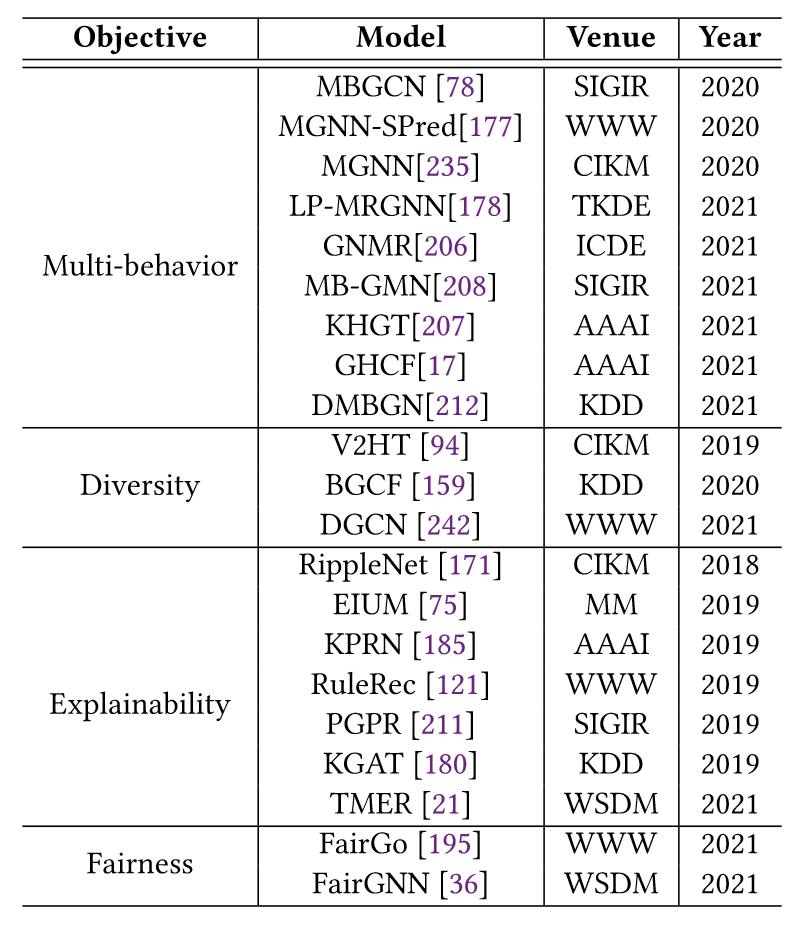 Objective Model Venue Year
MBGCN [78] SIGIR 2020
MGNN-SPred[177] WWW 2020
MGNN[235] CIKM 2020
LP-MRGNN[178] TKDE 2021
GNMR[206] ICDE 2021
Multi-behavior
MB-GMN[208] SIGIR 2021
KHGT[207] AAAI 2021
GHCF[17] AAAI 2021
DMBGN[212] KDD 2021
V2HT [94] CIKM 2019
Diversity BGCF [159] KDD 2020
DGCN [242] WWW 2021
RippleNet [171] CIKM 2018
EIUM [75] MM 2019
KPRN [185] AAAI 2019
RuleRec [121] WWW 2019
Explainability
PGPR [211] SIGIR 2019
KGAT [180] KDD 2019
TMER [21] WSDM 2021
FairGo [195] WWW 2021
Fairness
FairGNN [36] WSDM 2021